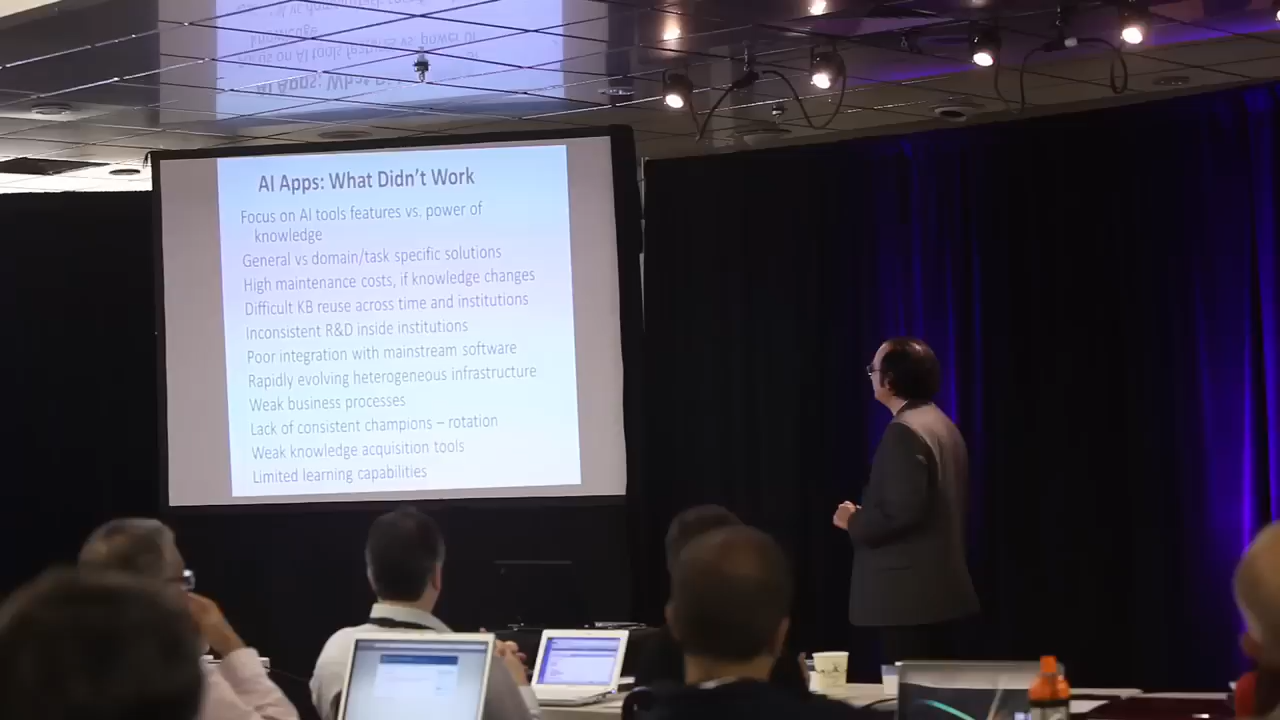 AI Apps: What Didn't Work
Focus on AI tools features vs. power of
knowledge
General vs domain/task specific solutions
High maintenance costs, if knowledge changes
Difficult KB reuse across time and institutions
Inconsistent R&D inside institutions
Poor integration with mainstream software
Rapidly evolving heterogeneous infrastructure
Weak business processes
Lack of consistent champions – rotation
Weak knowledge acquisition tools
Limited learning capabilities